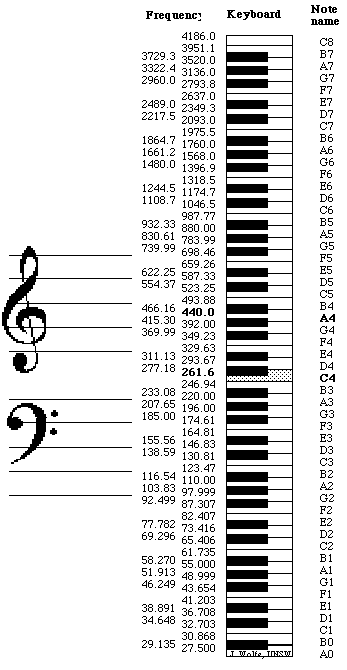 Frequency Keyboard Note name
4186.0 C8
3951.1 B7
3729.3
3520.0 A7
3322.4
3136.0 G7
2960.0
2793.8 F7
2637.0 E7
2489.0
2349.3 D7
2217.5
2093.0 C7
1975.5 B6
1864.7
1760.0 A6
1661.2
1568.0 G6
1480.0
1396.9 F6
1318.5 E6
1244.5
1174.7 D6
1108.7
1046.5 C6
987.77 B5
932.33
880.00 A5
830.61
783.99 G5
739.99
698.46 F5
659.26 E5
622.25
587.33 D5
554.37
523.25 C5
493.88 B4
466.16
440.0 A4
415.30
392.00 G4
369.99
349.23 F4
329.63 E4
311.13
293.67 D4
277.18
261.6 C4
246.94 B3
233.08
220.00 A3
207.65
196.00 G3
185.00
174.61 F3
164.81 E3
155.56
146.83 D3
138.59
130.81 C3
123.47 B2
116.54
110.00 A2
103.83
97.999 G2
92.499
87.307 F2
82.407 E2
77.782
73.416 D2
69.296
65.406 C2
61.735 B1
58.270
55.000 A1
51.913
48.999 G1
46.249
43.654 F1
41.203 E1
38.891
36.708 D1
34.648
32.703 C1
30.868 B0
29.135
27.500 A0
J. Wolfe, UNSW